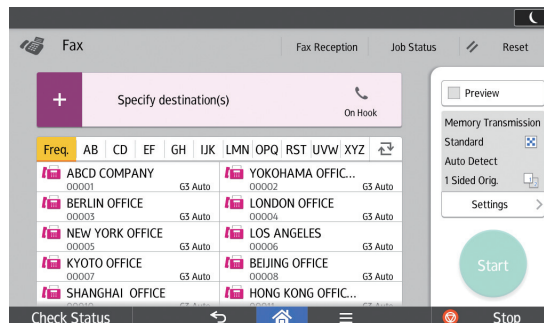 Fax
Fax Reception
Job Status
Reset
+
Specify destination(s)
On Hook
Preview
Memory Transmission
Standard
Auto Detect
1 Sided Orig.
Settings
Start
Freq. AB CD EF GH IJK LMN OPQ RST UVW XYZ
ABCD COMPANY
00001 G3 Auto
YOKOHAMA OFFIC...
00002 G3 Auto
BERLIN OFFICE
00003 G3 Auto
LONDON OFFICE
00004 G3 Auto
NEW YORK OFFICE
00005 G3 Auto
LOS ANGELES
00006 G3 Auto
KYOTO OFFICE
00007 G3 Auto
BEIJING OFFICE
00008 G3 Auto
SHANGHAI OFFICE
HONG KONG OFFIC...
Check Status
Stop